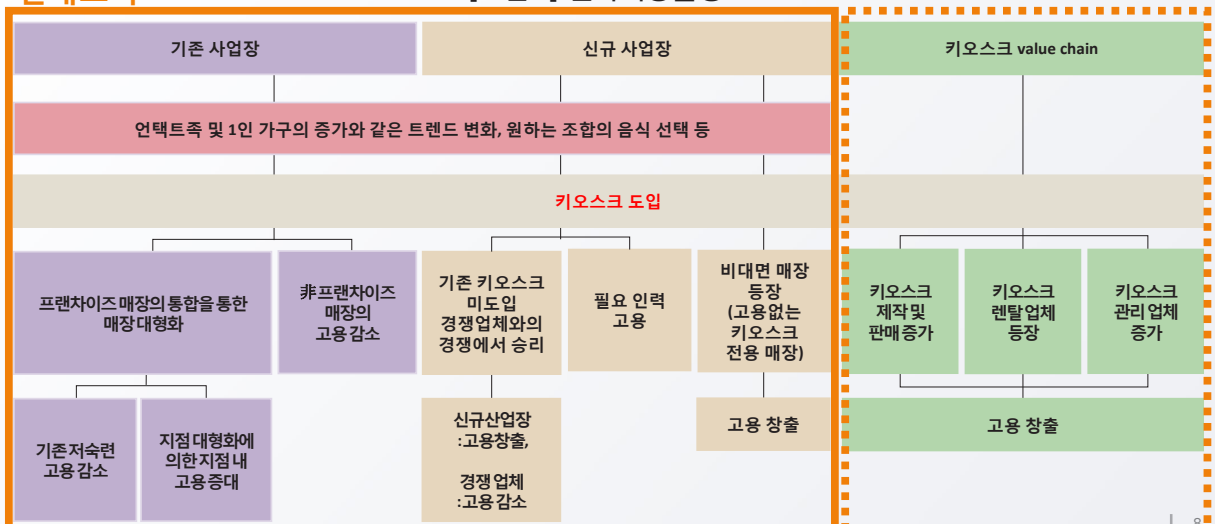 기존 사업장
신규 사업장
키오스크 value chain
언택트족 및 1인 가구의 증가와 같은 트렌드 변화, 원하는 조합의 음식 선택 등
키오스크 도입
프랜차이즈 매장의 통합을 통한
매장 대형화
非프랜차이즈
매장의
고용 감소
기존 키오스크
미도입
경쟁업체와의
경쟁에서 승리
필요 인력
고용
비대면 매장
등장
(고용없는
키오스크
전용 매장)
키오스크
제작 및
판매 증가
키오스크
렌탈 업체
등장
키오스크
관리 업체
증가
기존 저숙련
고용 감소
지점 대형화에
의한 지점 내
고용 증대
신규산업장
:고용창출,
경쟁 업체
:고용 감소
고용 창출
고용 창출
8